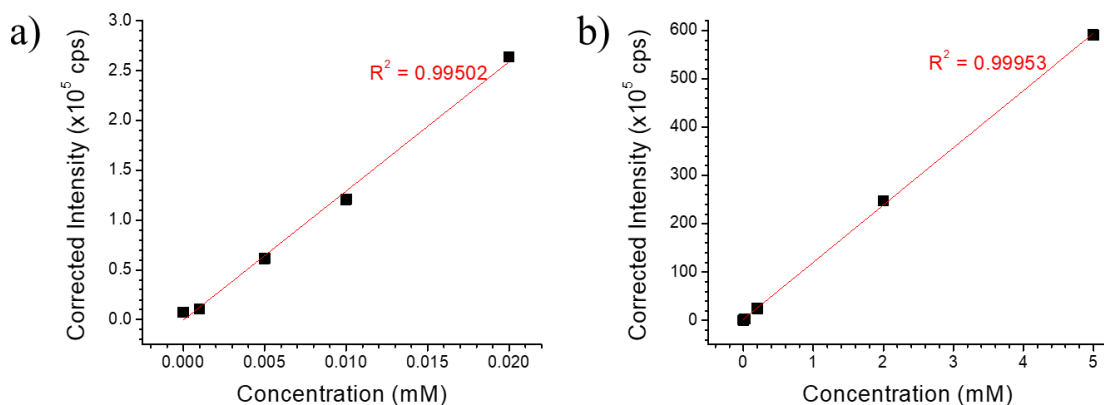 a)
Corrected Intensity (x10⁵ cps)
3.0
2.5
2.0
1.5
1.0
0.5
0.0
R² = 0.99502
0.000 0.005 0.010 0.015 0.020
Concentration (mM)
b)
Corrected Intensity (x10⁵ cps)
600
500
400
300
200
100
0
R² = 0.99953
0 1 2 3 4 5
Concentration (mM)